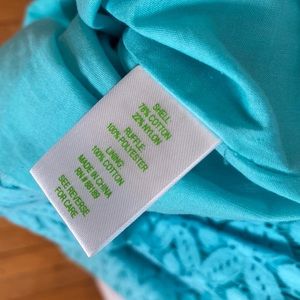 SHELL:
78% COTTON
22% NYLON
RUFFLE:
100% POLYESTER
LINING:
100% COTTON
MADE IN CHINA
SEE REVERSE
FOR CARE